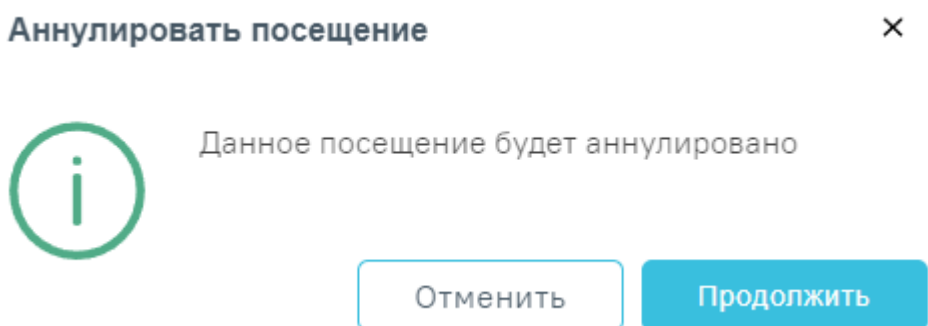 Аннулировать посещение
Данное посещение будет аннулировано
Отменить
Продолжить